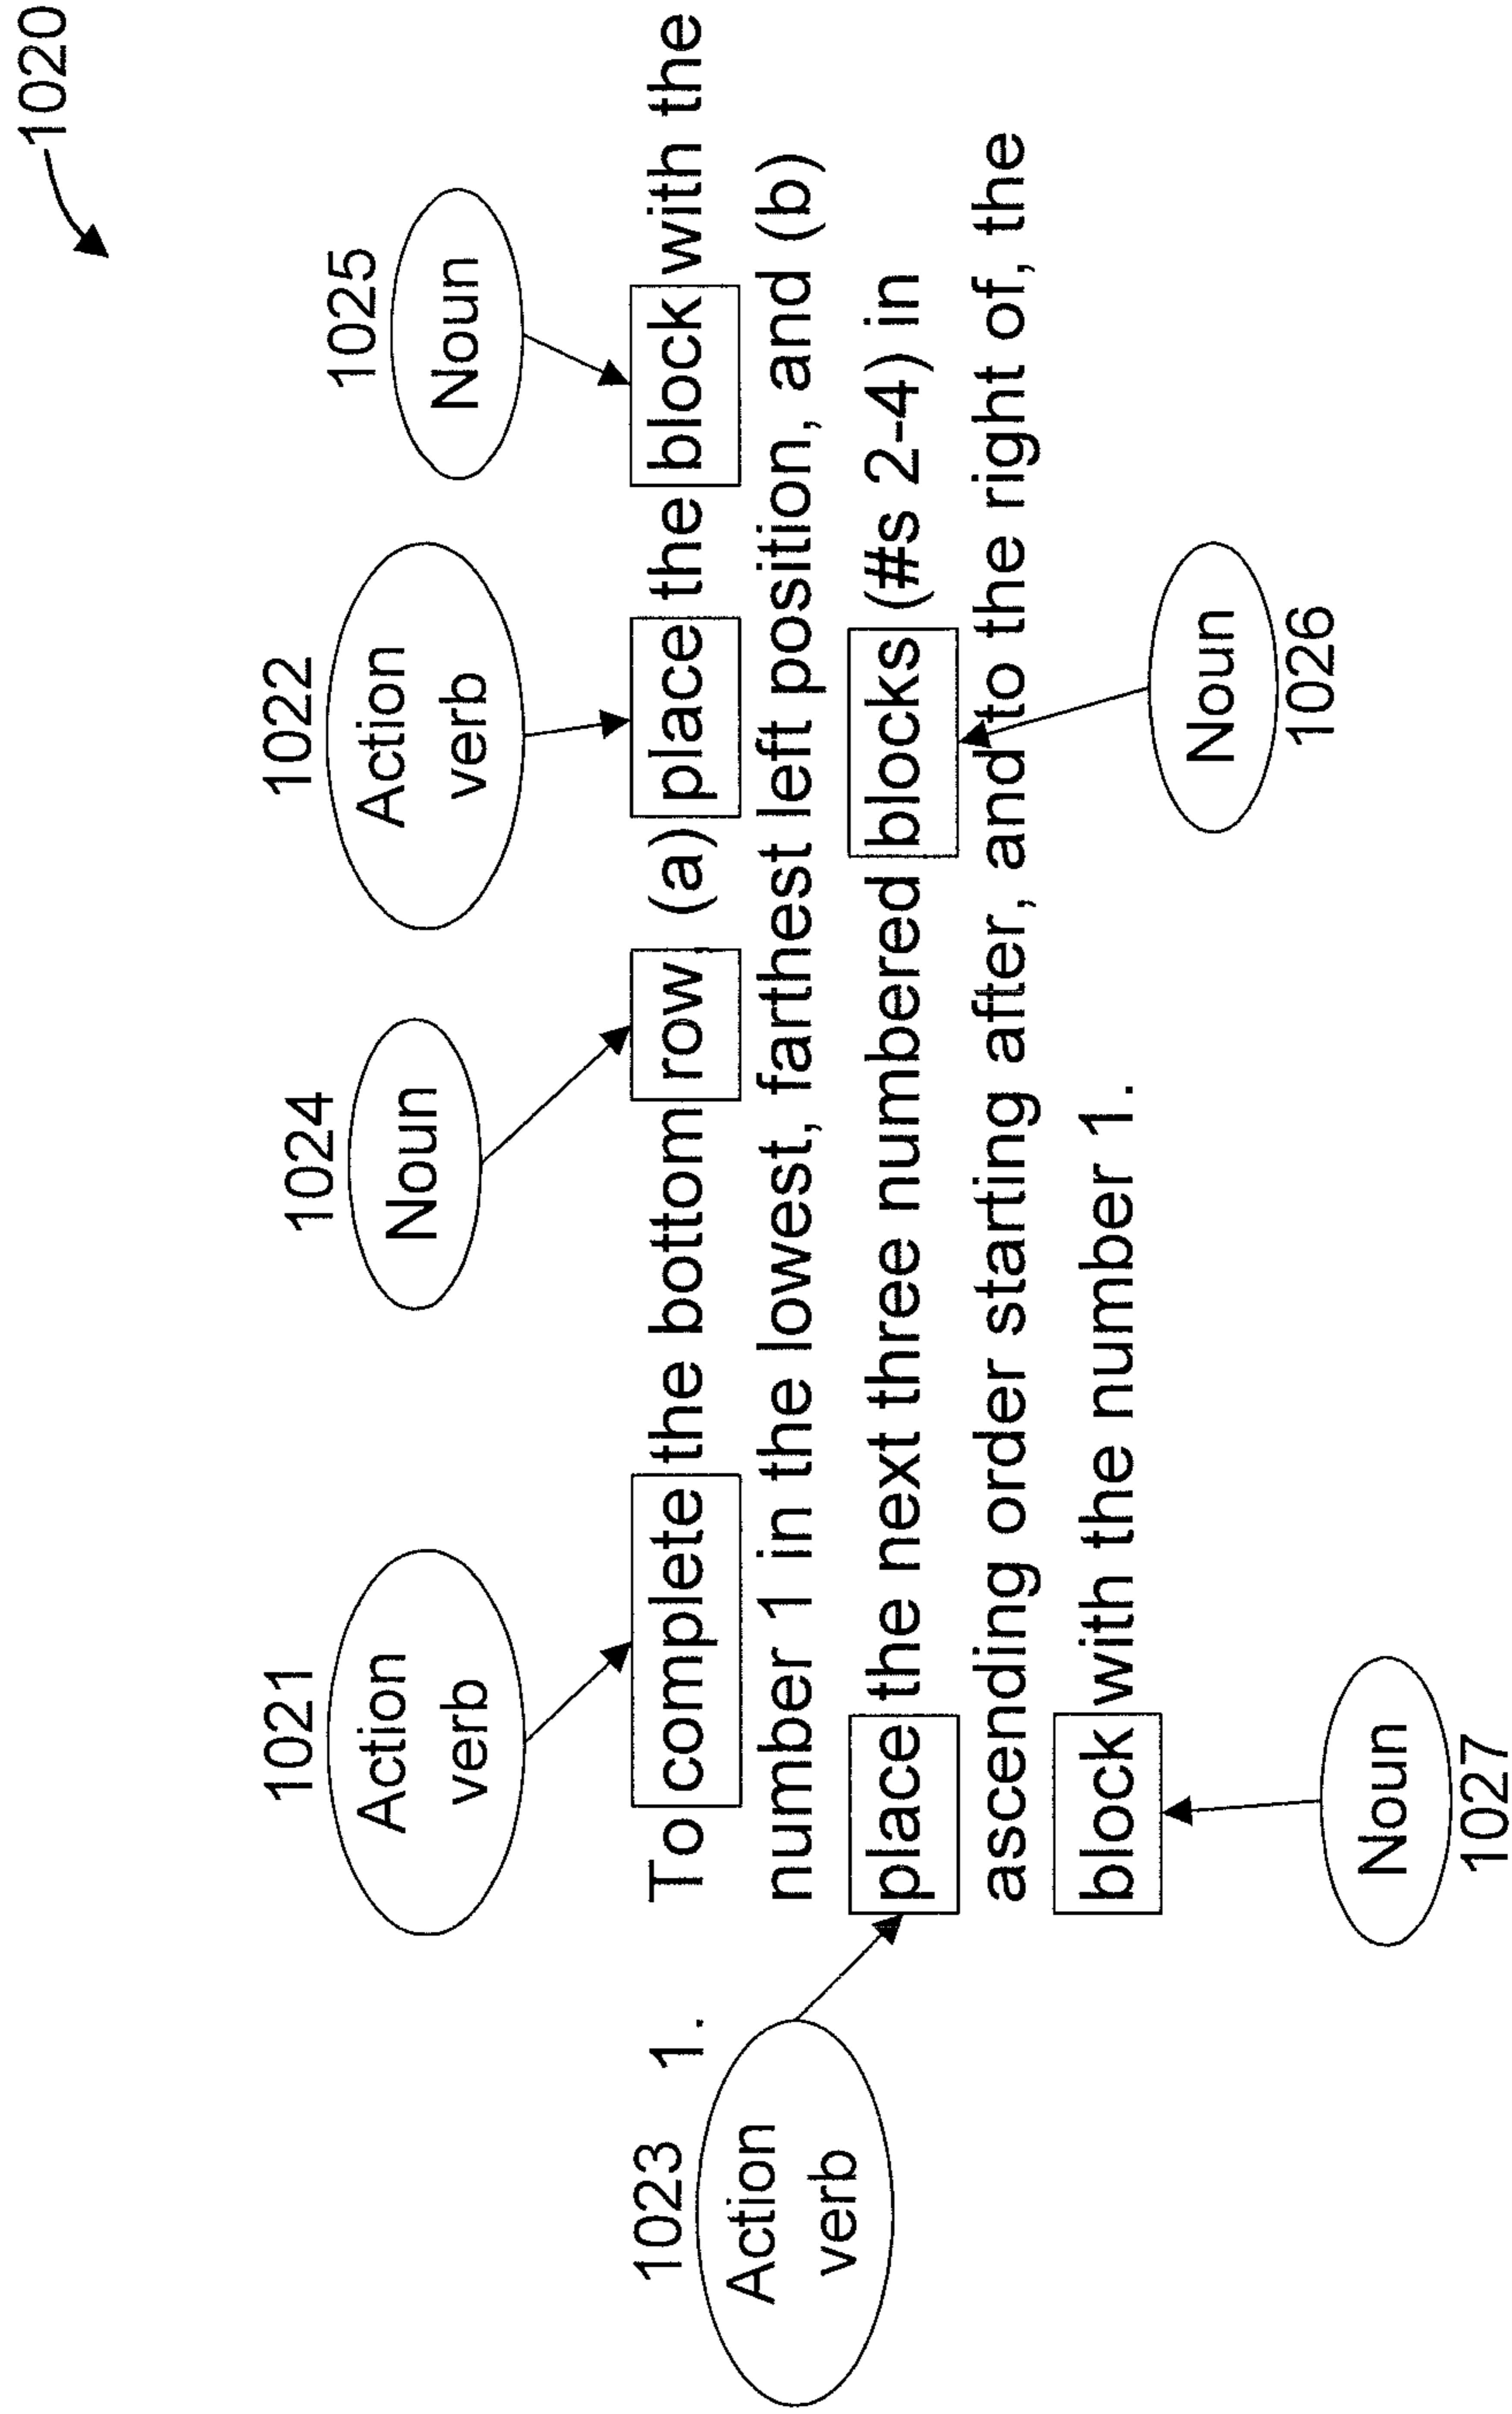 1020
1021
Action
verb
1024
Noun
1022
Action
verb
1025
Noun
1. To complete the bottom row (a) place the block with the
number 1 in the lowest, farthest left position, and (b)
place the next three numbered blocks (#s 2-4) in
ascending order starting after, and to the right of, the
block with the number 1.
1023
Action
verb
Noun
1026
Noun
1027